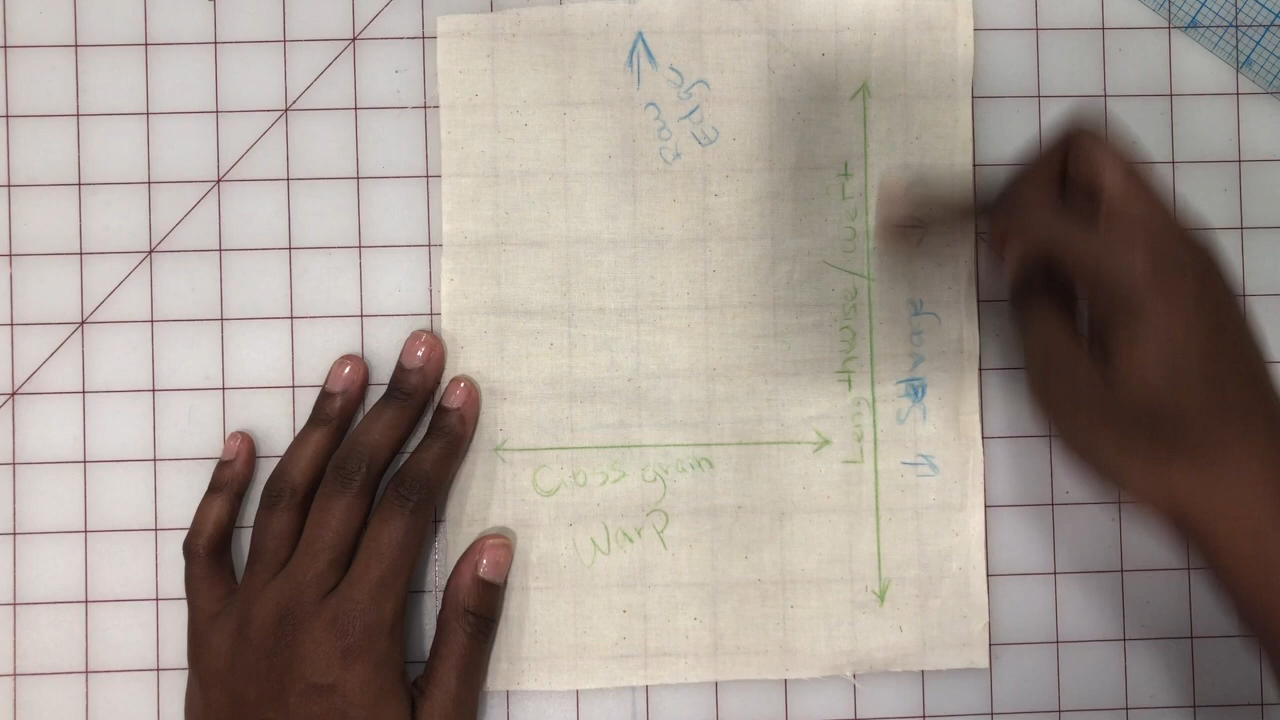 Raw
Edge
Lengthwise/weft
Selvage
Cross grain
Warp